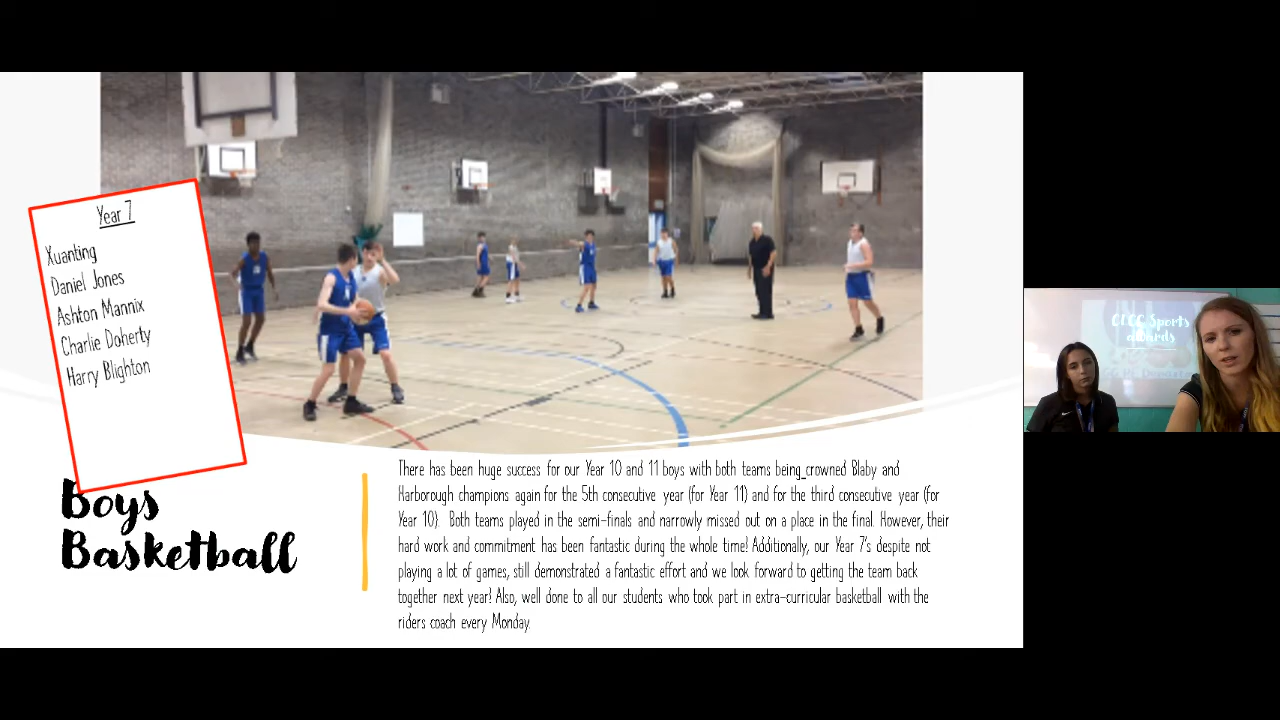 Year 7
Xuanting
Daniel Jones
Ashton Mannix
Charlie Doherty
Harry Blighton
Boys
Basketball
There has been huge success for our Year 10 and 11 boys with both teams being_crowned Blaby and
Harborough champions again for the 5th consecutive year (for Year 11) and for the third consecutive year (for
Year 10). Both teams played in the semi-finals and narrowly missed out on a place in the final. However, their
hard work and commitment has been fantastic during the whole time! Additionally, our Year 7's despite not
playing a lot of games, still demonstrated a fantastic effort and we look forward to getting the team back
together next year! Also, well done to all our students who took part in extra-curricular basketball with the
riders coach every Monday.
Sports
awards